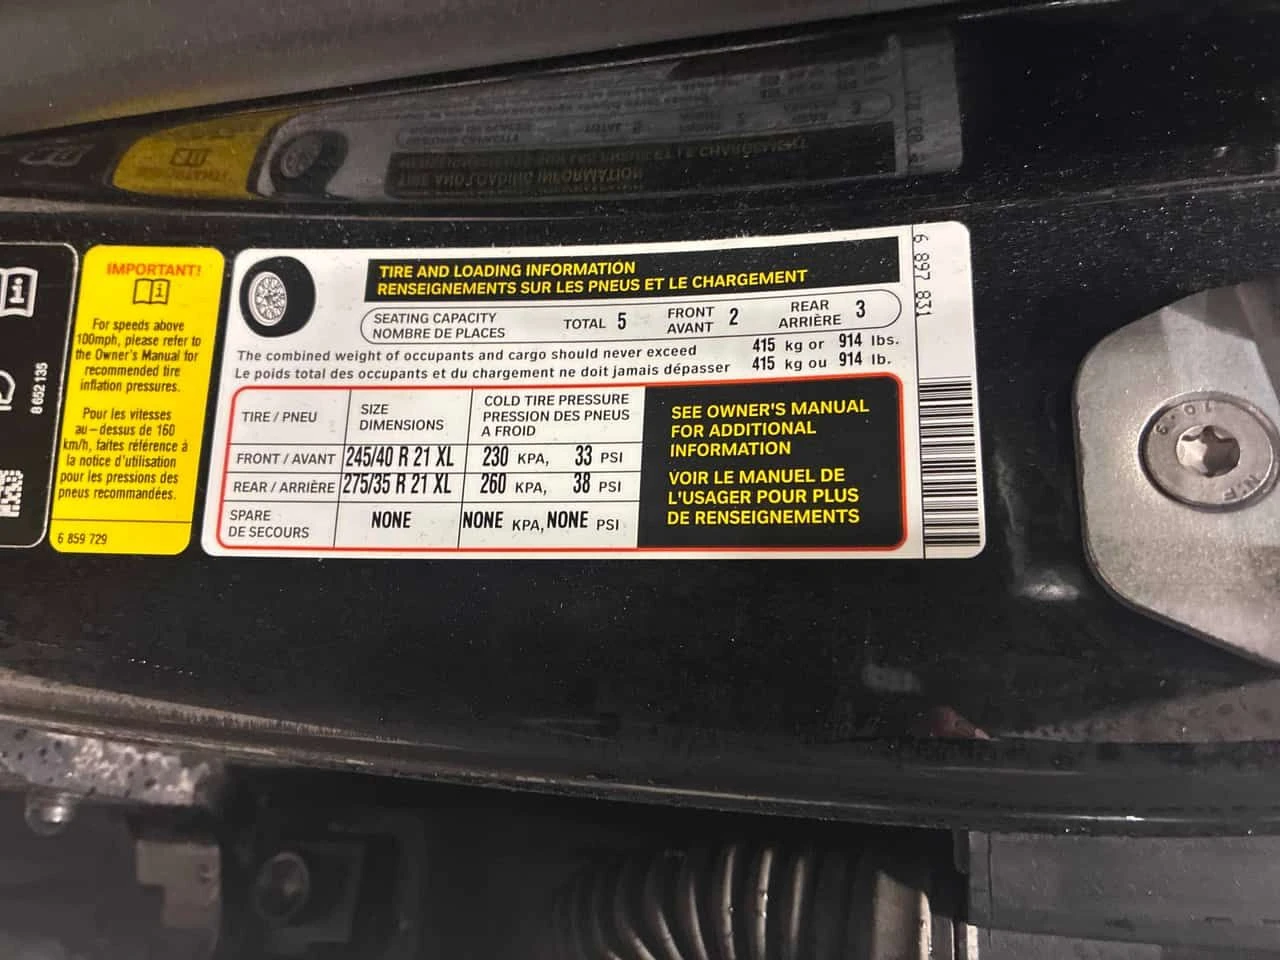 8 652 135
IMPORTANT!
For speeds above
100mph, please refer to
the Owner's Manual for
recommended tire
inflation pressures.
Pour les vitesses
au-dessus de 160
km/h, faites référence à
la notice d'utilisation
pour les pressions des
pneus recommandées.
6 859 729
TIRE AND LOADING INFORMATION
RENSEIGNEMENTS SUR LES PNEUS ET LE CHARGEMENT
SEATING CAPACITY TOTAL 5 FRONT 2 REAR 3
NOMBRE DE PLACES AVANT ARRIÈRE
The combined weight of occupants and cargo should never exceed 415 kg or 914 lbs.
Le poids total des occupants et du chargement ne doit jamais dépasser 415 kg ou 914 lb.
TIRE / PNEU SIZE DIMENSIONS COLD TIRE PRESSURE PRESSION DES PNEUS A FROID
FRONT / AVANT 245/40 R 21 XL 230 KPA, 33 PSI
REAR / ARRIÈRE 275/35 R 21 XL 260 KPA, 38 PSI
SPARE DE SECOURS NONE NONE KPA, NONE PSI
SEE OWNER'S MANUAL
FOR ADDITIONAL
INFORMATION
VOIR LE MANUEL DE
L'USAGER POUR PLUS
DE RENSEIGNEMENTS
6 897 831
10.9